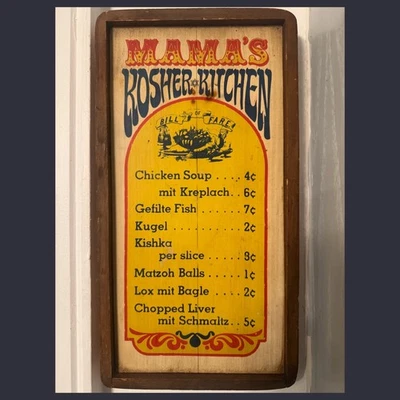 MAMA'S
KOSHER KITCHEN
BILL of FARE
Chicken Soup . . . . 4¢
mit Kreplach . . 6¢
Gefilte Fish . . . . . . 7¢
Kugel . . . . . . . . . . 2¢
Kishka
per slice . . . . . 3¢
Matzoh Balls . . . . . 1¢
Lox mit Bagle . . . . 2¢
Chopped Liver
mit Schmaltz . . 5¢